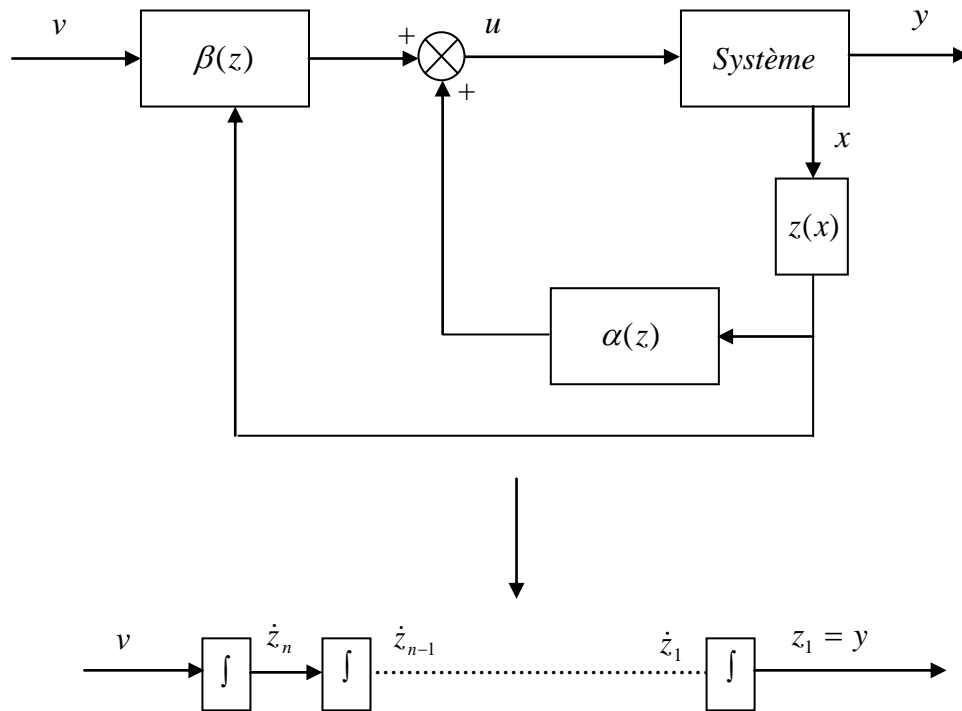 v
β(z)
+
u
+
Système
y
x
z(x)
α(z)
v
∫
ż_n
∫
ż_{n−1}
ż_1
∫
z_1 = y